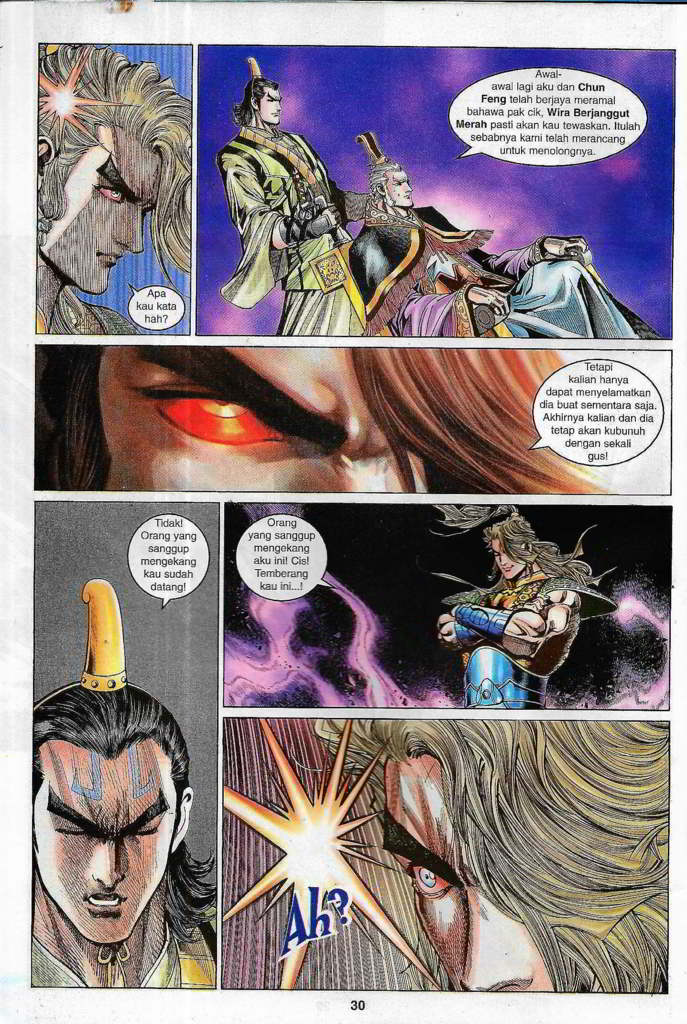 Apa
kau kata
hah?
Awal-
awal lagi aku dan Chun
Feng telah berjaya meramal
bahawa pak cik, Wira Berjanggut
Merah pasti akan kau tewaskan. Itulah
sebabnya kami telah merancang
untuk menolongnya.
Tetapi
kalian hanya
dapat menyelamatkan
dia buat sementara saja.
Akhirnya kalian dan dia
tetap akan kubunuh
dengan sekali
gus!
Tidak!
Orang yang
sanggup
mengekang
kau sudah
datang!
Orang
yang sanggup
mengekang
aku ini! Cis!
Temberang
kau ini...!
Ah?
30